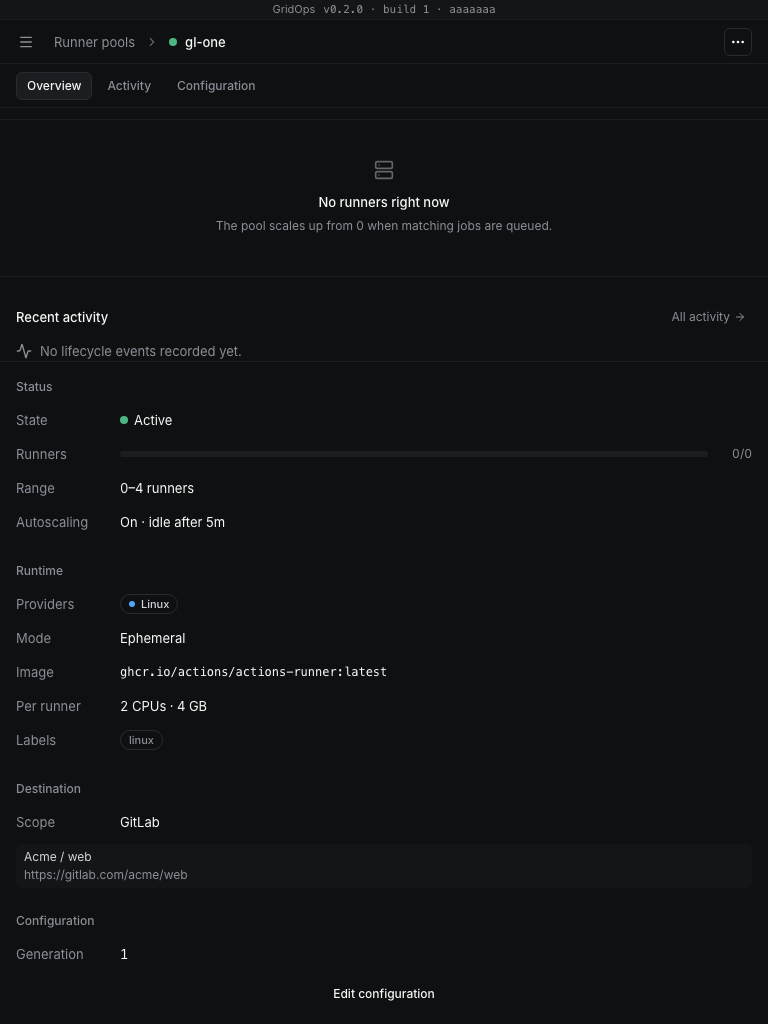 GridOps v0.2.0 · build 1 · aaaaaaa
Runner pools
gl-one
Overview
Activity
Configuration
No runners right now
The pool scales up from 0 when matching jobs are queued.
Recent activity
All activity →
No lifecycle events recorded yet.
Status
State Active
Runners 0/0
Range 0–4 runners
Autoscaling On · idle after 5m
Runtime
Providers Linux
Mode Ephemeral
Image ghcr.io/actions/actions-runner:latest
Per runner 2 CPUs · 4 GB
Labels linux
Destination
Scope GitLab
Acme / web
https://gitlab.com/acme/web
Configuration
Generation 1
Edit configuration